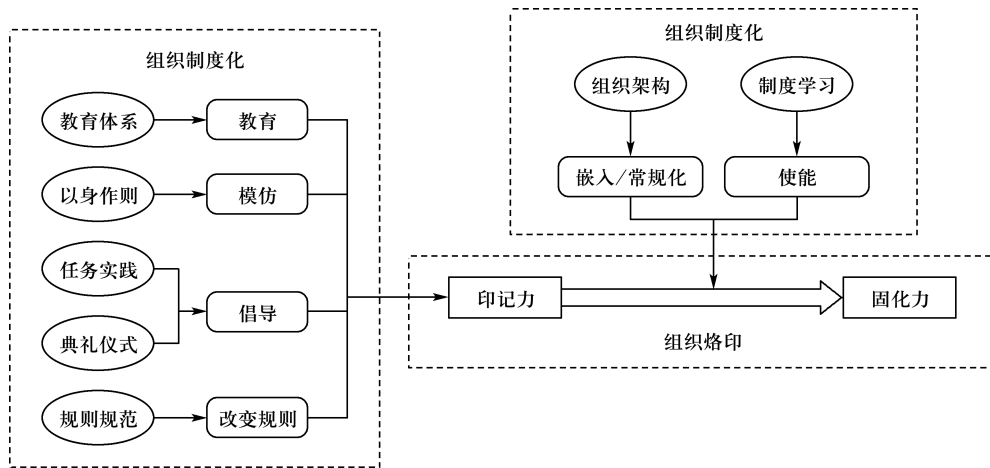 组织制度化
教育体系
教育
以身作则
模仿
任务实践
典礼仪式
倡导
规则规范
改变规则
组织制度化
组织架构
制度学习
嵌入/常规化
使能
印记力
固化力
组织烙印